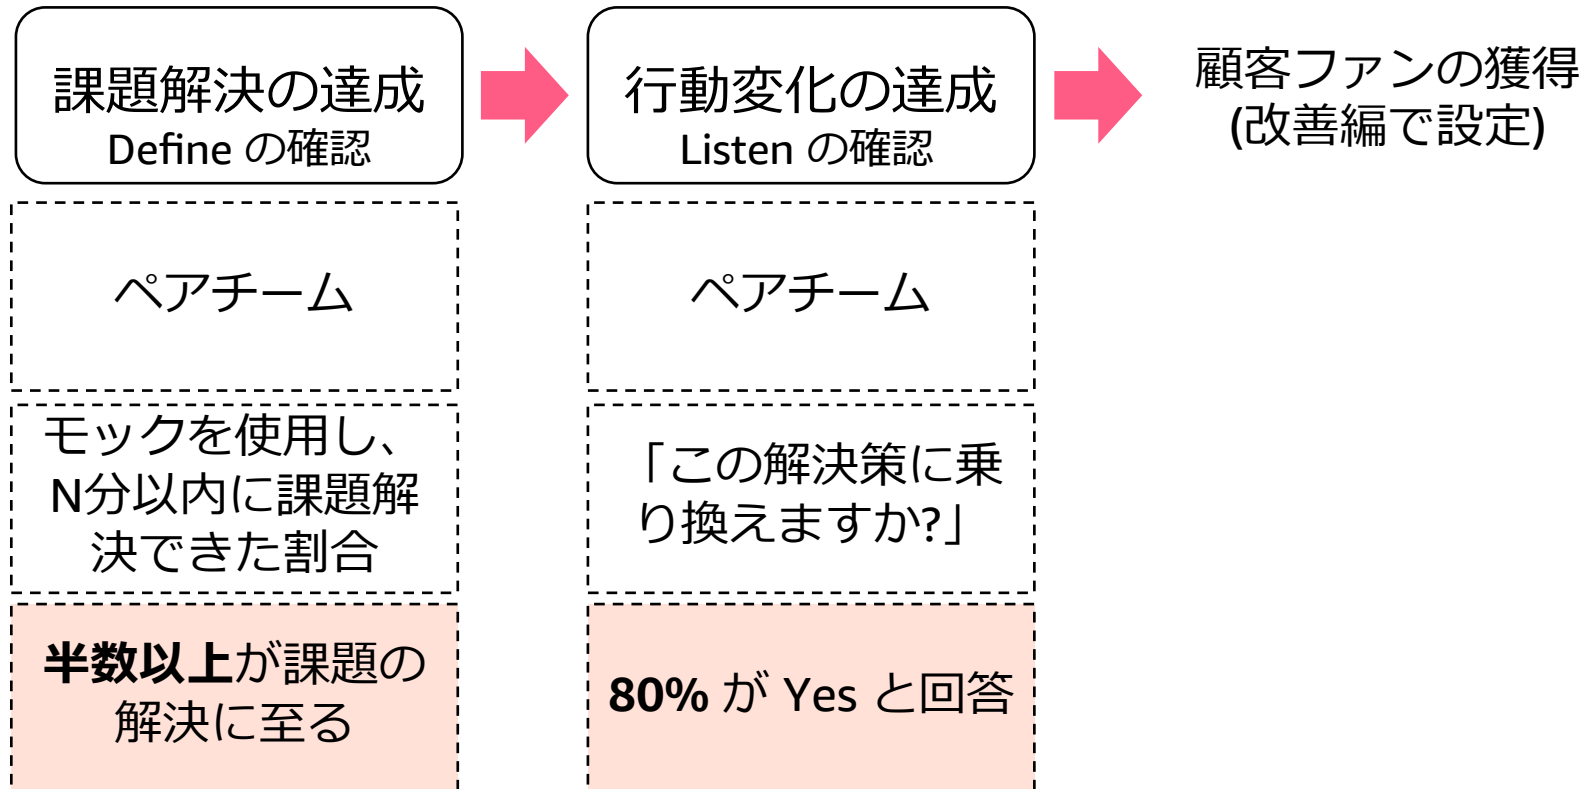 課題解決の達成
Define の確認
行動変化の達成
Listen の確認
顧客ファンの獲得
(改善編で設定)
ペアチーム
ペアチーム
モックを使用し、
N分以内に課題解
決できた割合
「この解決策に乗
り換えますか?」
半数以上が課題の
解決に至る
80% が Yes と回答